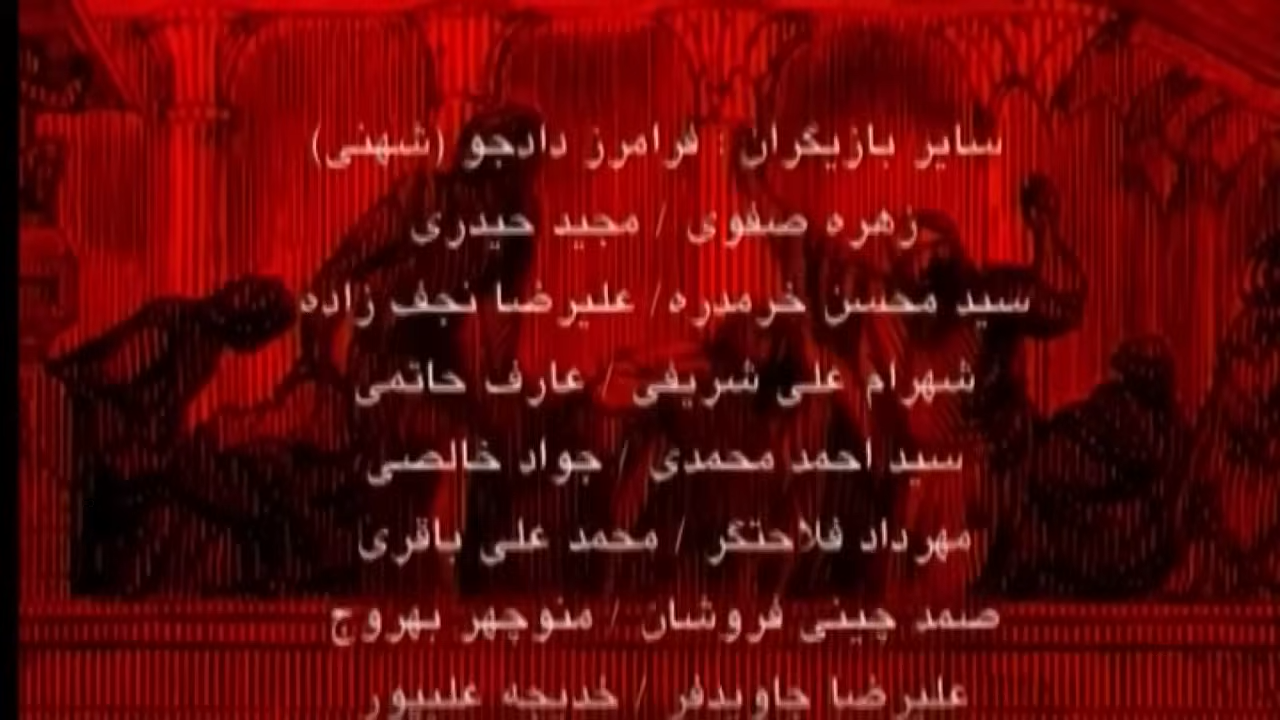 سایر بازیگران : فرامرز دادجو (شهنی)
زهره صفوی / مجید حیدری
سید محسن خرمدره / علیرضا نجف زاده
شهرام علی شریفی / عارف حاتمی
سید احمد محمدی / جواد خالصی
مهرداد فلاحتگر / محمد علی باقری
صمد چینی فروشان / منوچهر بهروج
علیرضا جاویدفر / خدیجه علیپور